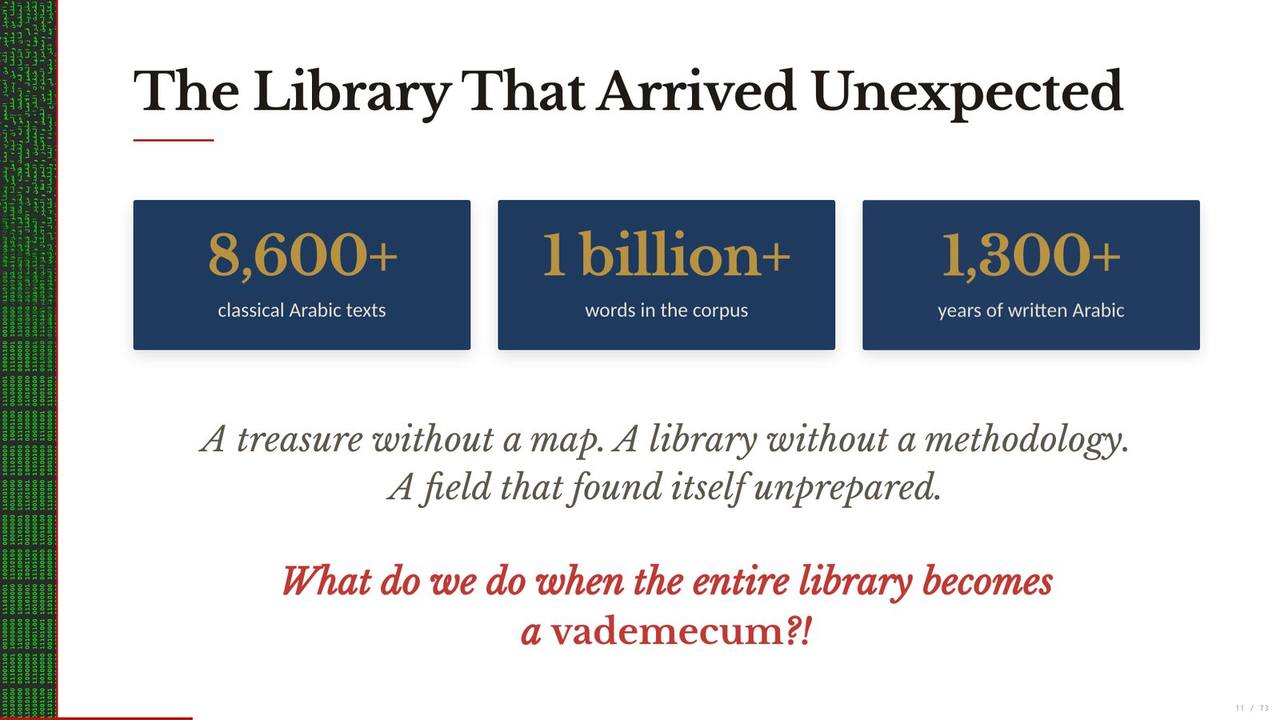 The Library That Arrived Unexpected
8,600+
classical Arabic texts
1 billion+
words in the corpus
1,300+
years of written Arabic
A treasure without a map. A library without a methodology.
A field that found itself unprepared.
What do we do when the entire library becomes
a vademecum?!
11 / 73